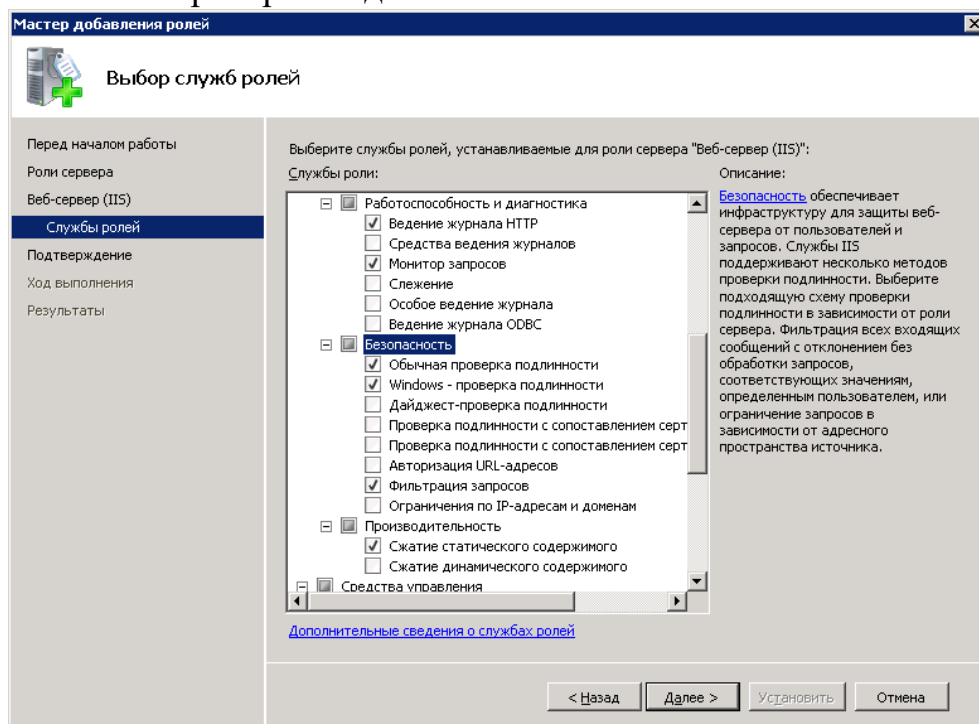 Мастер добавления ролей
Выбор служб ролей
Перед началом работы
Роли сервера
Веб-сервер (IIS)
Службы ролей
Подтверждение
Ход выполнения
Результаты
Выберите службы ролей, устанавливаемые для роли сервера "Веб-сервер (IIS)":
Службы роли:
Работоспособность и диагностика
Ведение журнала HTTP
Средства ведения журналов
Монитор запросов
Слежение
Особое ведение журнала
Ведение журнала ODBC
Безопасность
Обычная проверка подлинности
Windows - проверка подлинности
Дайджест-проверка подлинности
Проверка подлинности с сопоставлением серт
Проверка подлинности с сопоставлением серт
Авторизация URL-адресов
Фильтрация запросов
Ограничения по IP-адресам и доменам
Производительность
Сжатие статического содержимого
Сжатие динамического содержимого
Средства управления
Описание:
Безопасность обеспечивает
инфраструктуру для защиты веб-
сервера от пользователей и
запросов. Службы IIS
поддерживают несколько методов
проверки подлинности. Выберите
подходящую схему проверки
подлинности в зависимости от роли
сервера. Фильтрация всех входящих
сообщений с отклонением без
обработки запросов,
соответствующих значениям,
определенным пользователем, или
ограничение запросов в
зависимости от адресного
пространства источника.
Дополнительные сведения о службах ролей
< Назад
Далее >
Установить
Отмена